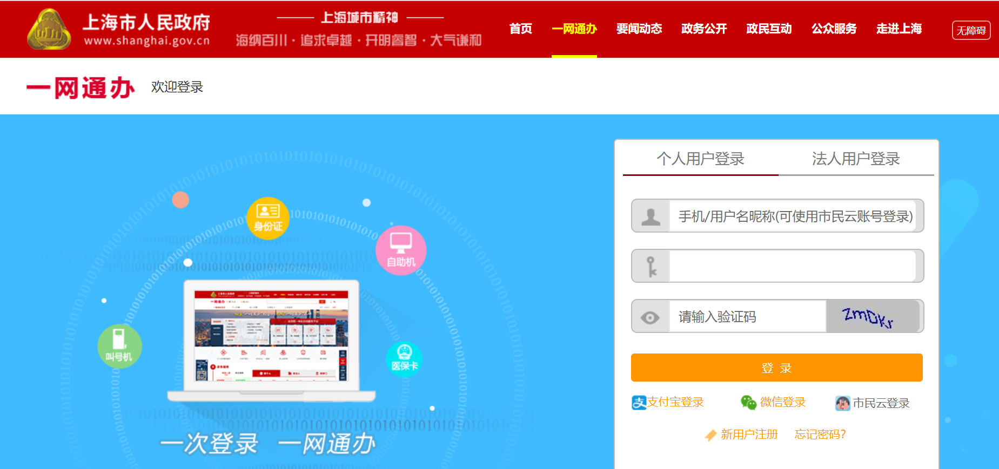 上海市人民政府
www.shanghai.gov.cn
上海城市精神
海纳百川·追求卓越·开明睿智·大气谦和
首页 一网通办 要闻动态 政务公开 政民互动 公众服务 走进上海 无障碍
一网通办 欢迎登录
个人用户登录 法人用户登录
手机/用户名昵称(可使用市民云账号登录)
请输入验证码 ZmDKs
登 录
支付宝登录 微信登录 市民云登录
新用户注册 忘记密码?
身份证
自助机
叫号机
医保卡
一网通办
一次登录 一网通办